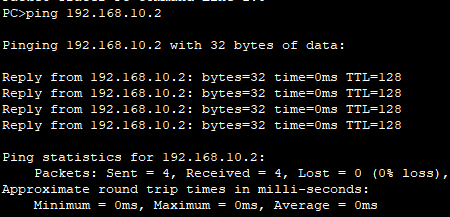 PC>ping 192.168.10.2
Pinging 192.168.10.2 with 32 bytes of data:
Reply from 192.168.10.2: bytes=32 time=0ms TTL=128
Reply from 192.168.10.2: bytes=32 time=0ms TTL=128
Reply from 192.168.10.2: bytes=32 time=0ms TTL=128
Reply from 192.168.10.2: bytes=32 time=0ms TTL=128
Ping statistics for 192.168.10.2:
    Packets: Sent = 4, Received = 4, Lost = 0 (0% loss),
Approximate round trip times in milli-seconds:
    Minimum = 0ms, Maximum = 0ms, Average = 0ms